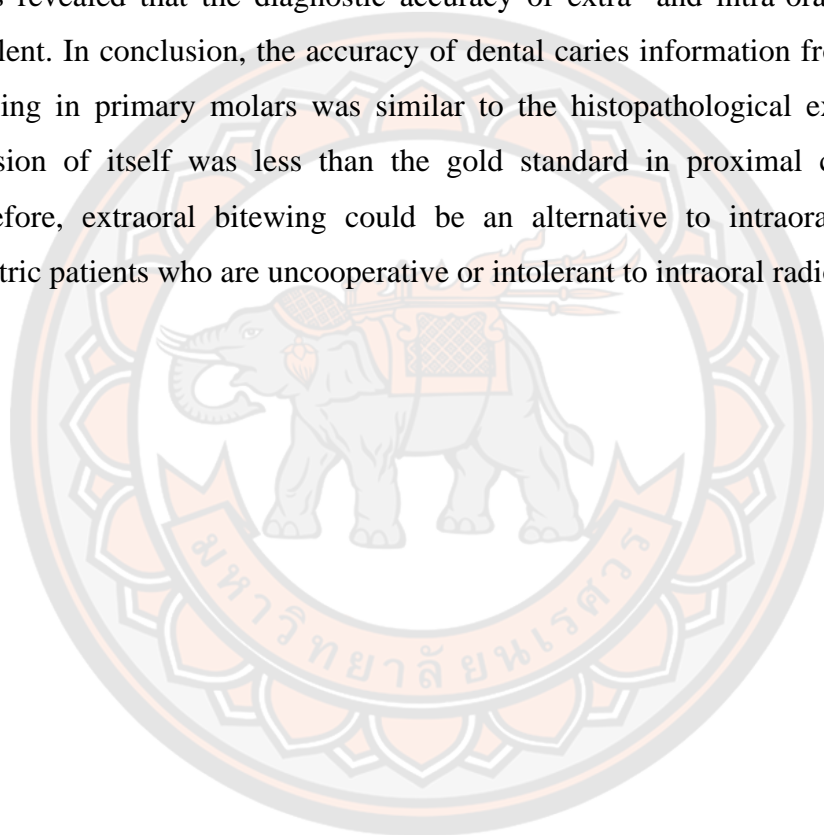 revealed that the diagnostic accuracy of extra and intra ora
lent. In conclusion, the accuracy of dental caries information fr
ing in primary molars was similar to the histopathological ex
sion of itself was less than the gold standard in proximal c
efore, extraoral bitewing could be an alternative to intraora
tric patients who are uncooperative or intolerant to intraoral radi
มหาวิทยาลัยนเรศวร